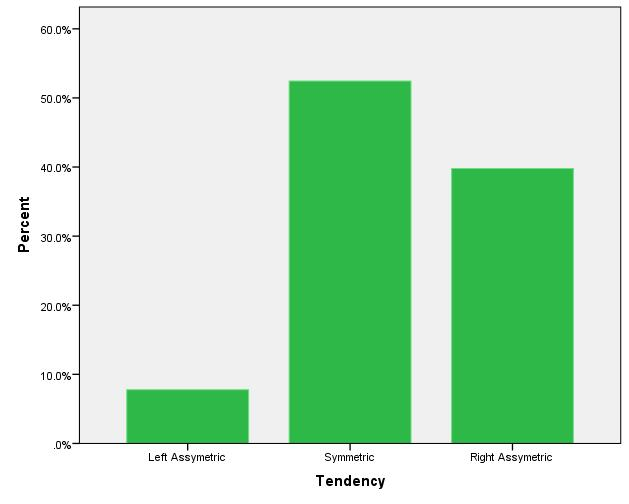 60.0%
50.0%
40.0%
30.0%
20.0%
10.0%
.0%
Percent
Left Assymetric
Symmetric
Right Assymetric
Tendency